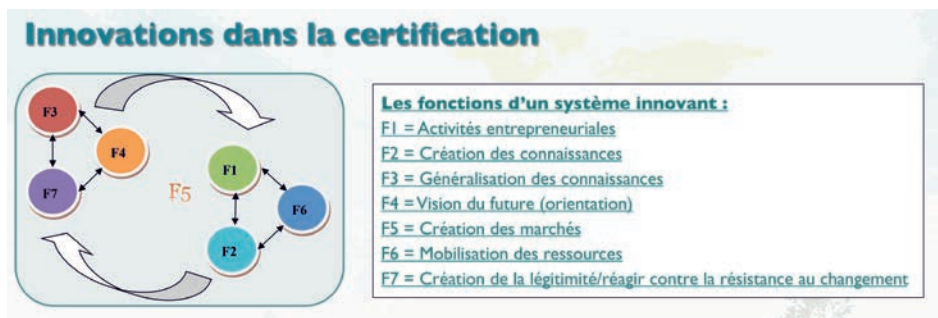 Innovations dans la certification
F3
F4
F7
F5
F1
F6
F2
Les fonctions d'un système innovant :
F1 = Activités entrepreneuriales
F2 = Création des connaissances
F3 = Généralisation des connaissances
F4 = Vision du future (orientation)
F5 = Création des marchés
F6 = Mobilisation des ressources
F7 = Création de la légitimité/réagir contre la résistance au changement